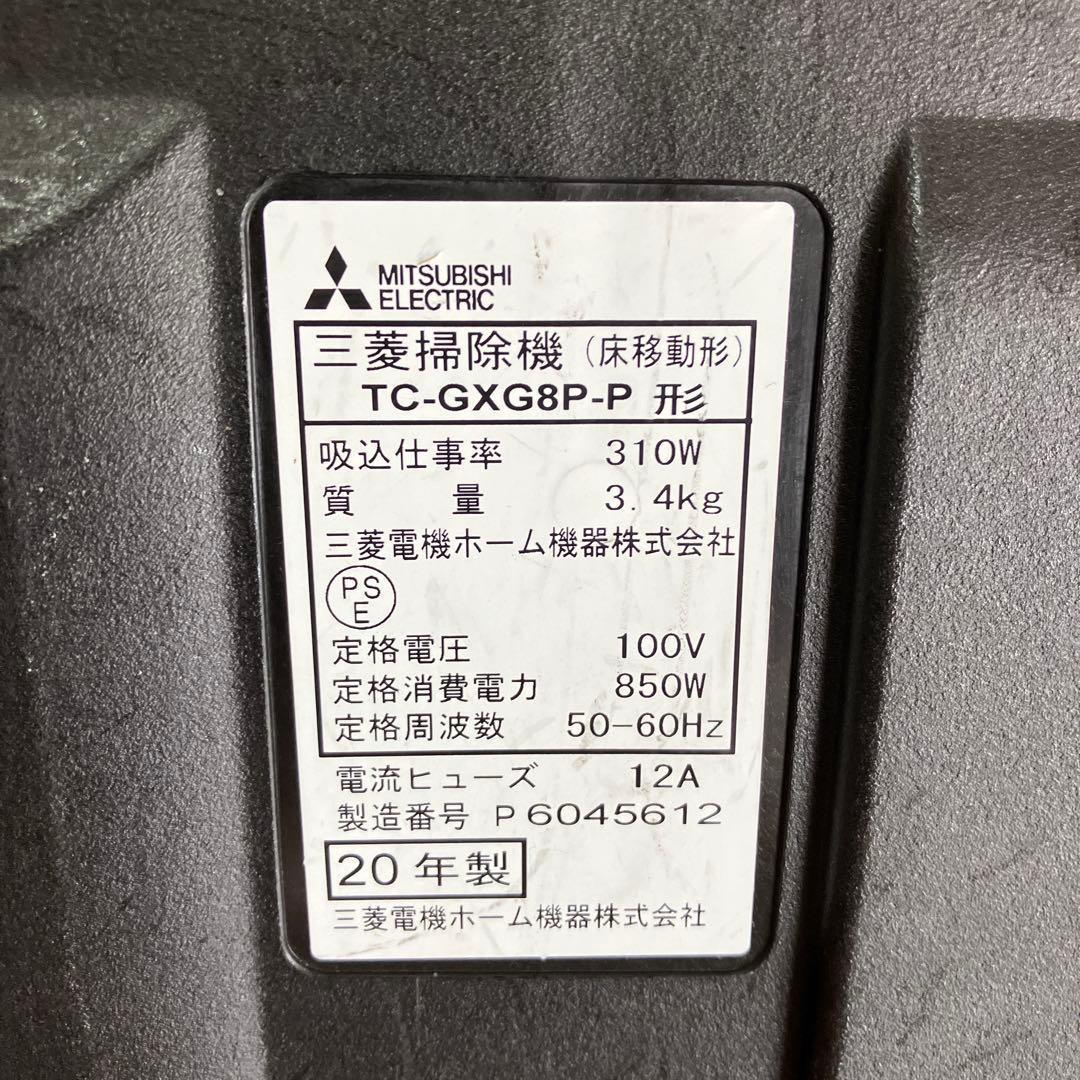 MITSUBISHI
ELECTRIC
三菱掃除機（床移動形）
TC-GXG8P-P 形
吸込仕事率 310W
質 量 3.4kg
三菱電機ホーム機器株式会社
PS
E
定格電圧 100V
定格消費電力 850W
定格周波数 50-60Hz
電流ヒューズ 12A
製造番号 P6045612
20年製
三菱電機ホーム機器株式会社